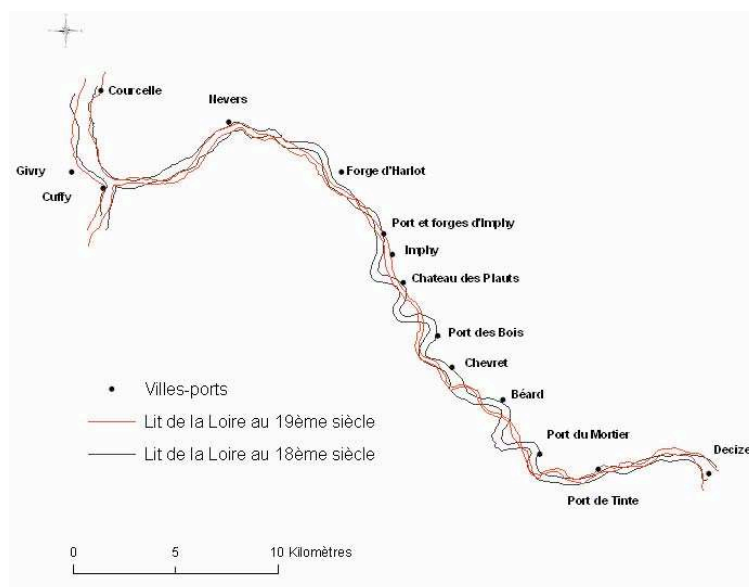 Courcelle
Nevers
Givry
Forge d'Harlot
Cuffy
Port et forges d'Imphy
Imphy
Chateau des Plauts
Port des Bois
Chevret
Villes-ports
Béard
Lit de la Loire au 19ème siècle
Port du Mortier
Lit de la Loire au 18ème siècle
Decize
Port de Tinte
0 5 10 Kilomètres